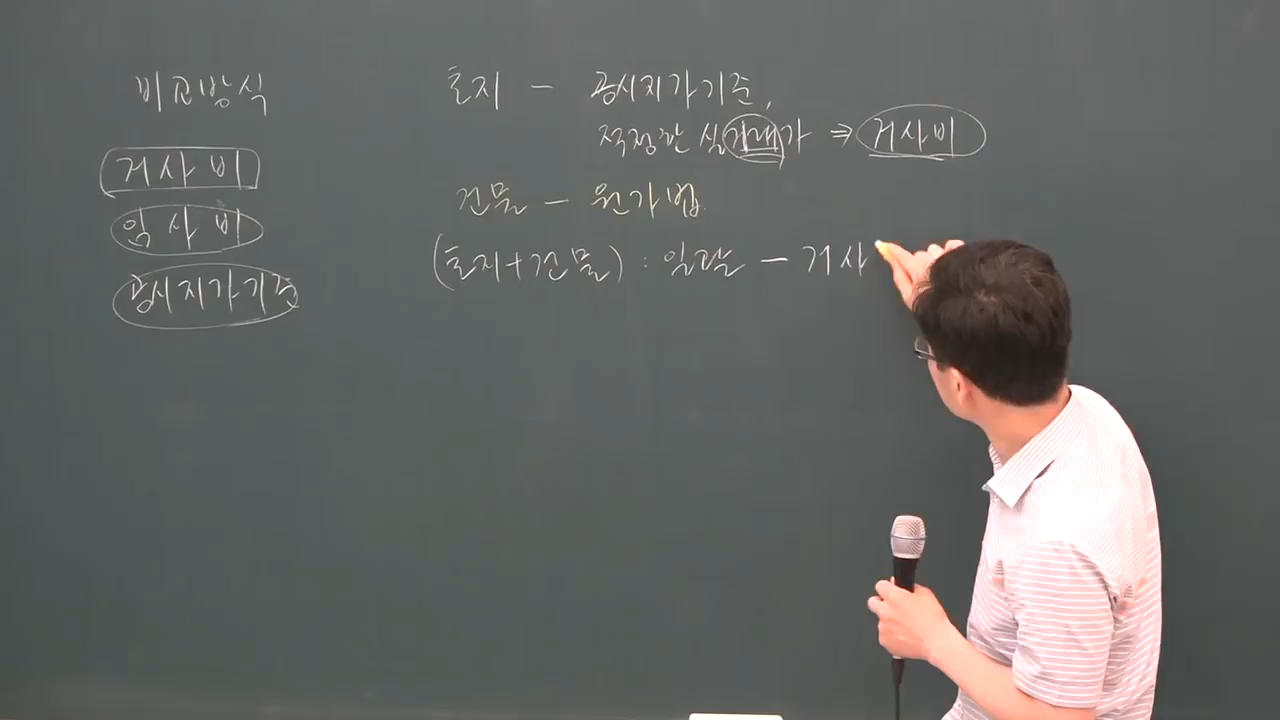 비교방식
거사비
임사비
공시지가기준
토지 - 공시지가기준,
적정한 실거래가 ⇒ 거사비
건물 - 원가법.
(토지+건물) : 일괄 - 거사